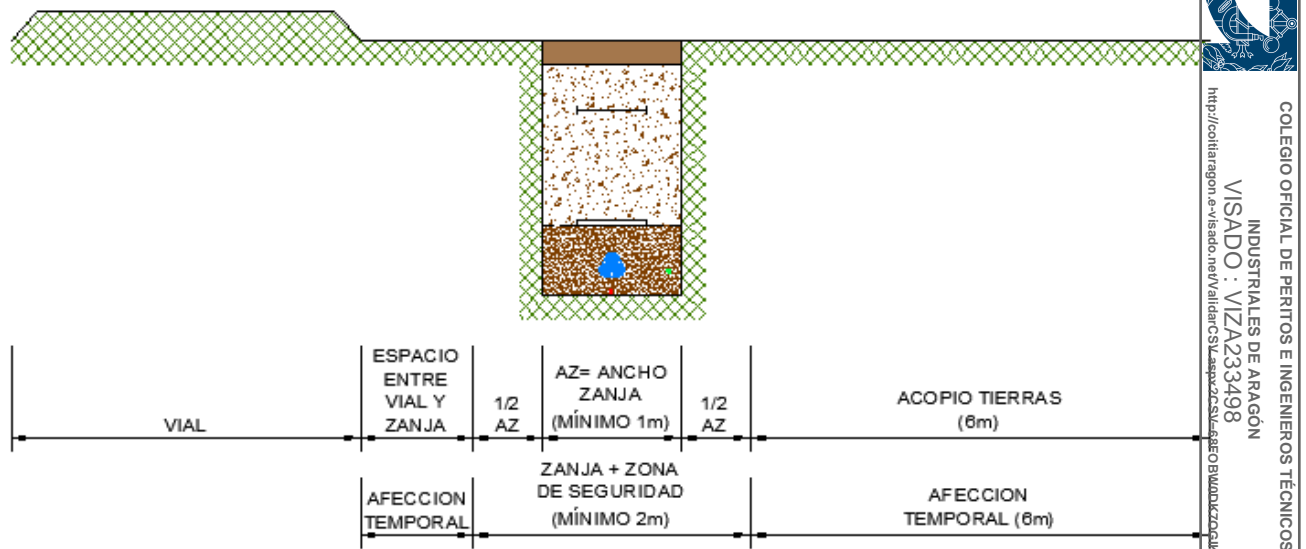 ESPACIO
ENTRE
VIAL Y
ZANJA
VIAL
1/2
AZ
AZ= ANCHO
ZANJA
(MÍNIMO 1m)
1/2
AZ
ACOPIO TIERRAS
(6m)
AFECCION
TEMPORAL
ZANJA + ZONA
DE SEGURIDAD
(MÍNIMO 2m)
AFECCION
TEMPORAL (6m)
COLEGIO OFICIAL DE PERITOS E INGENIEROS TÉCNICOS
INDUSTRIALES DE ARAGÓN
VISADO : VIZA233498